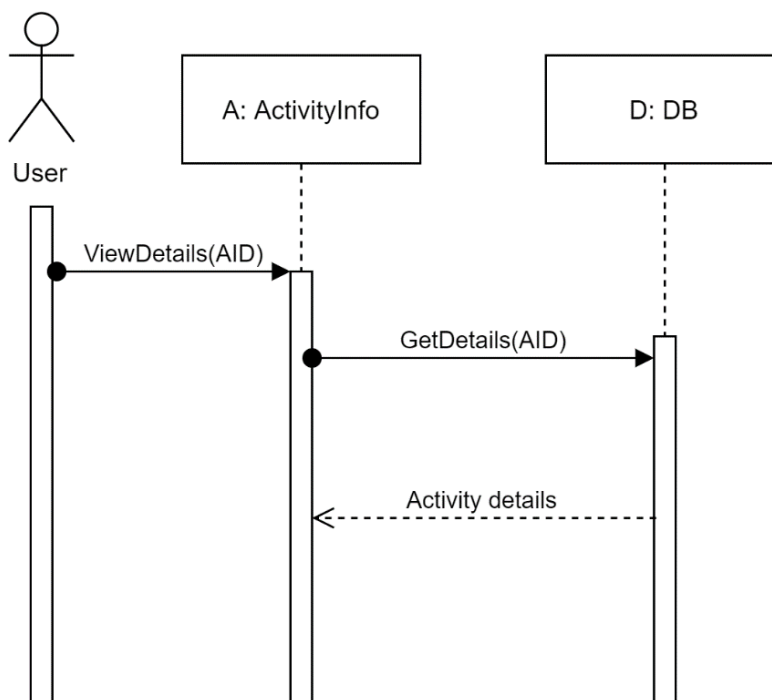 A: ActivityInfo
D: DB
User
ViewDetails(AID)
GetDetails(AID)
Activity details